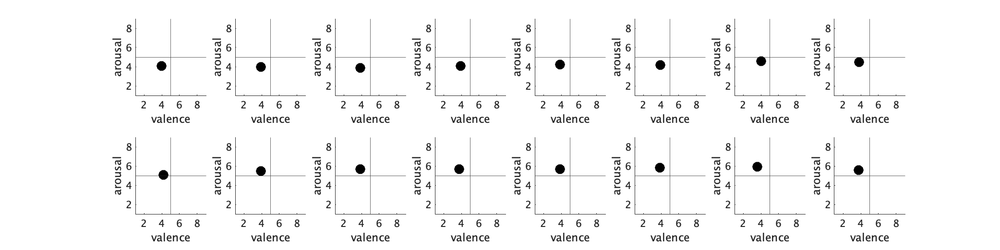 8 8 8 8 8 8 8 8
6 6 6 6 6 6 6 6
arousal arousal arousal arousal arousal arousal arousal arousal
4 4 4 4 4 4 4 4
2 2 2 2 2 2 2 2
2 4 6 8 2 4 6 8 2 4 6 8 2 4 6 8 2 4 6 8 2 4 6 8 2 4 6 8 2 4 6 8
valence valence valence valence valence valence valence valence
8 8 8 8 8 8 8 8
6 6 6 6 6 6 6 6
arousal arousal arousal arousal arousal arousal arousal arousal
4 4 4 4 4 4 4 4
2 2 2 2 2 2 2 2
2 4 6 8 2 4 6 8 2 4 6 8 2 4 6 8 2 4 6 8 2 4 6 8 2 4 6 8 2 4 6 8
valence valence valence valence valence valence valence valence